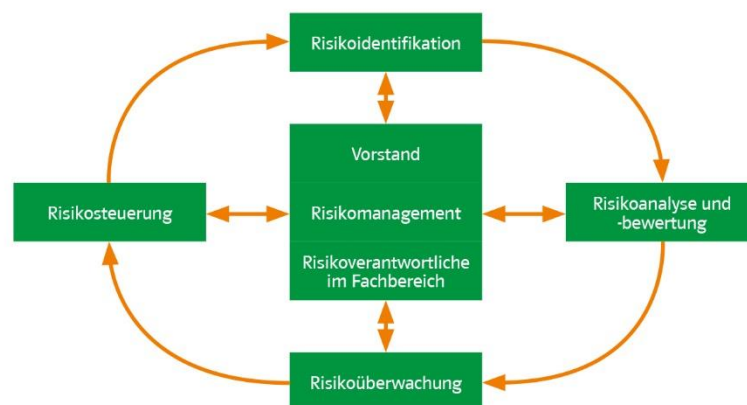 Risikoidentifikation
Vorstand
Risikosteuerung
Risikomanagement
Risikoanalyse und
-bewertung
Risikoverantwortliche
im Fachbereich
Risikoüberwachung